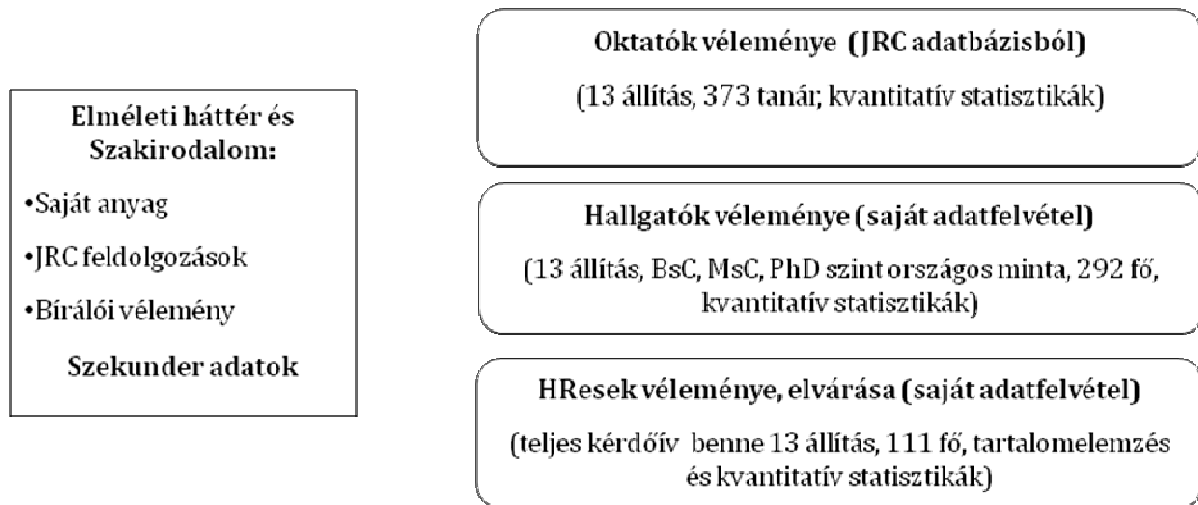 Elméleti háttér és
Szakirodalom:
•Saját anyag
•JRC feldolgozások
•Bírálói vélemény
Szekunder adatok
Oktatók véleménye (JRC adatbázisból)
(13 állítás, 373 tanár, kvantitatív statisztikák)
Hallgatók véleménye (saját adatfelvétel)
(13 állítás, BsC, MsC, PhD szint országos minta, 292 fő,
kvantitatív statisztikák)
HResek véleménye, elvárása (saját adatfelvétel)
(teljes kérdőív benne 13 állítás, 111 fő, tartalomelemzés
és kvantitatív statisztikák)